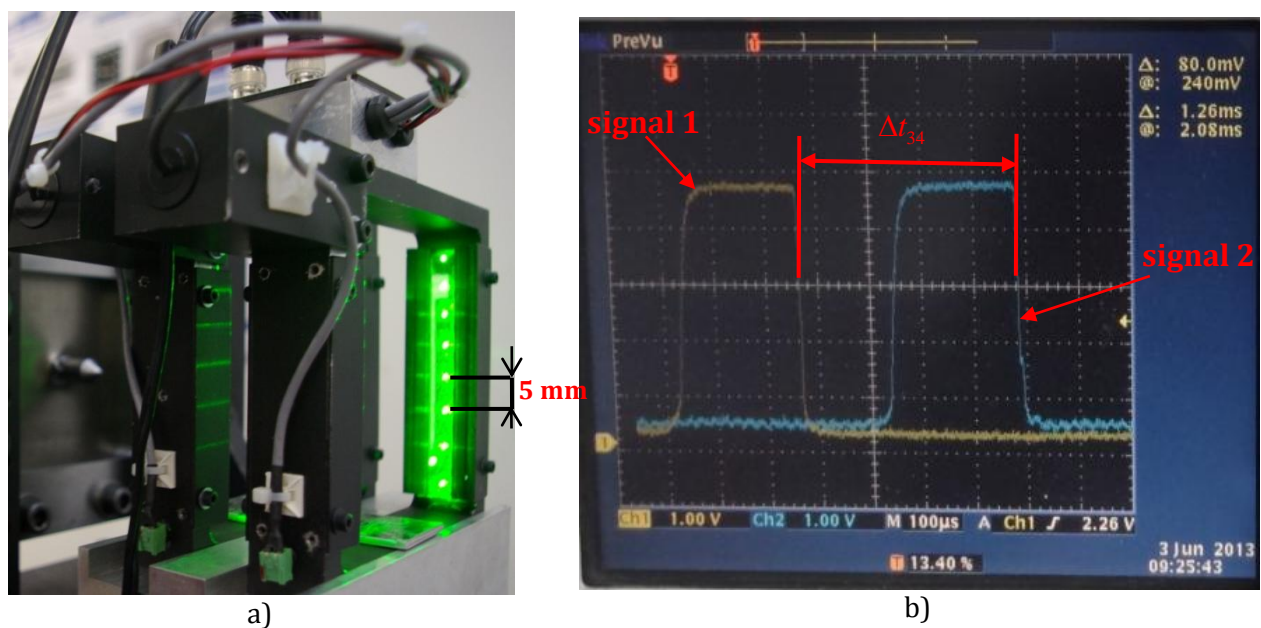 5 mm
a)
PreVu
signal 1
Δt₃₄
signal 2
Δ: 80.0mV
@: 240mV
Δ: 1.26ms
@: 2.08ms
1
Ch1 1.00 V Ch2 1.00 V M 100µs A Ch1 ƒ 2.26 V
13.40 %
3 Jun 2013
09:25:43
b)